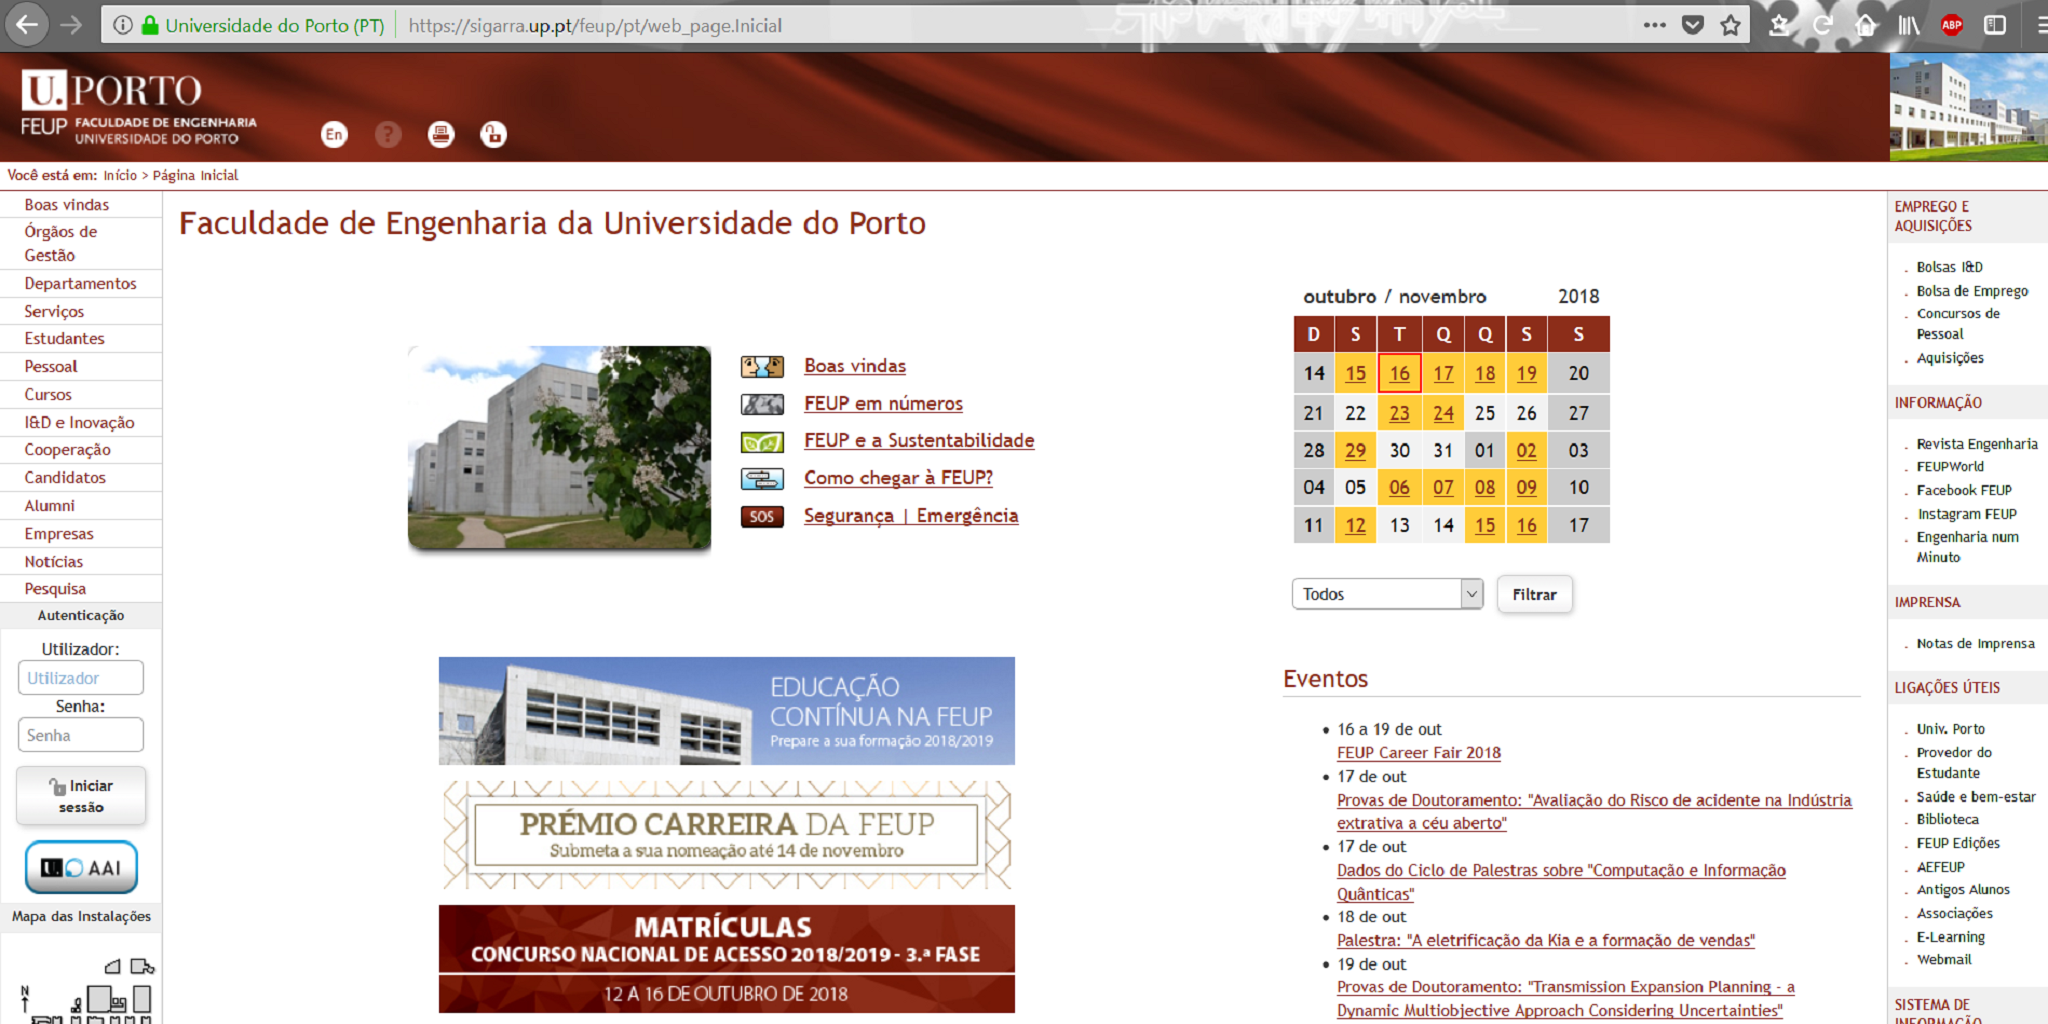 Universidade do Porto (PT)
https://sigarra.up.pt/feup/pt/web_page.Inicial
ABP
U.PORTO
FEUP FACULDADE DE ENGENHARIA
UNIVERSIDADE DO PORTO
En
?
Você está em: Início > Página Inicial
Boas vindas
Órgãos de
Gestão
Departamentos
Serviços
Estudantes
Pessoal
Cursos
I&D e Inovação
Cooperação
Candidatos
Alumni
Empresas
Notícias
Pesquisa
Autenticação
Utilizador:
Utilizador
Senha:
Senha
Iniciar
sessão
U. AAI
Mapa das Instalações
N
Faculdade de Engenharia da Universidade do Porto
Boas vindas
FEUP em números
FEUP e a Sustentabilidade
Como chegar à FEUP?
SOS Segurança | Emergência
EDUCAÇÃO
CONTÍNUA NA FEUP
Prepare a sua formação 2018/2019
PRÉMIO CARREIRA DA FEUP
Submeta a sua nomeação até 14 de novembro
MATRÍCULAS
CONCURSO NACIONAL DE ACESSO 2018/2019 - 3.ª FASE
12 A 16 DE OUTUBRO DE 2018
outubro / novembro 2018
D S T Q Q S S
14 15 16 17 18 19 20
21 22 23 24 25 26 27
28 29 30 31 01 02 03
04 05 06 07 08 09 10
11 12 13 14 15 16 17
Todos
Filtrar
Eventos
16 a 19 de out
FEUP Career Fair 2018
17 de out
Provas de Doutoramento: "Avaliação do Risco de acidente na Indústria
extrativa a céu aberto"
17 de out
Dados do Ciclo de Palestras sobre "Computação e Informação
Quânticas"
18 de out
Palestra: "A eletrificação da Kia e a formação de vendas"
19 de out
Provas de Doutoramento: "Transmission Expansion Planning - a
Dynamic Multiobjective Approach Considering Uncertainties"
EMPREGO E
AQUISIÇÕES
Bolsas I&D
Bolsa de Emprego
Concursos de
Pessoal
Aquisições
INFORMAÇÃO
Revista Engenharia
FEUPWorld
Facebook FEUP
Instagram FEUP
Engenharia num
Minuto
IMPRENSA
Notas de Imprensa
LIGAÇÕES ÚTEIS
Univ. Porto
Provedor do
Estudante
Saúde e bem-estar
Biblioteca
FEUP Edições
AEFEUP
Antigos Alunos
Associações
E-Learning
Webmail
SISTEMA DE
INFORMAÇÃO